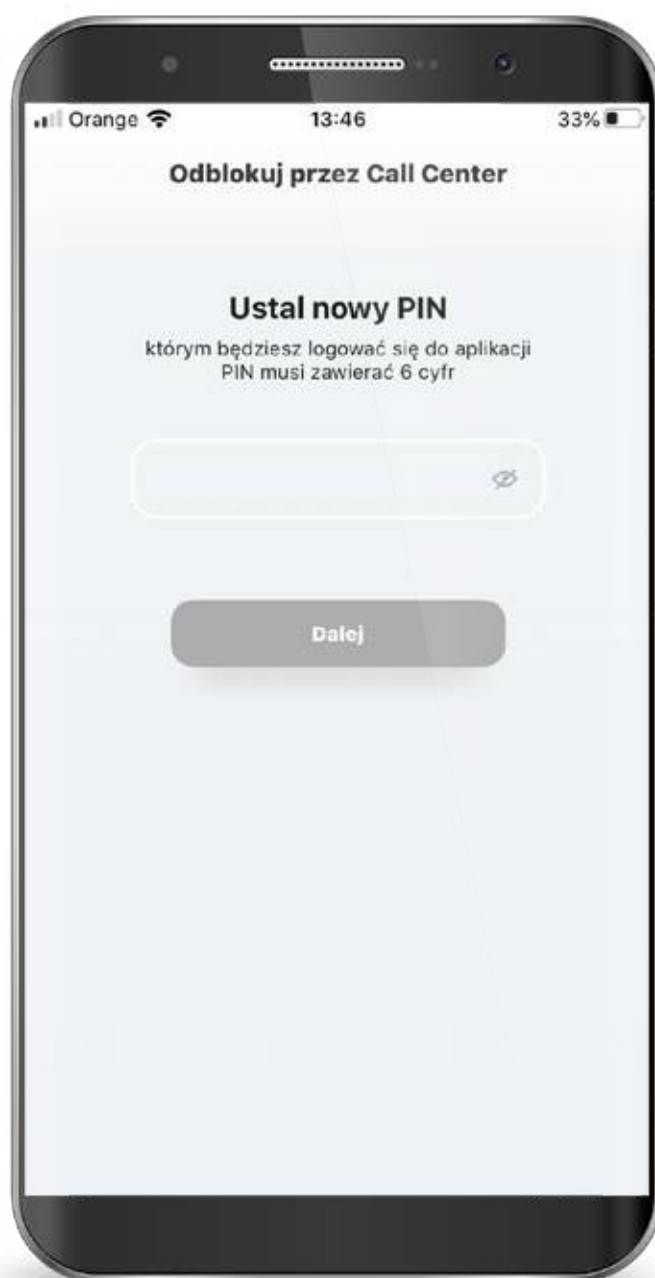 Orange
13:46
33%
Odblokuj przez Call Center
Ustal nowy PIN
którym będziesz logować się do aplikacji
PIN musi zawierać 6 cyfr
Dalej